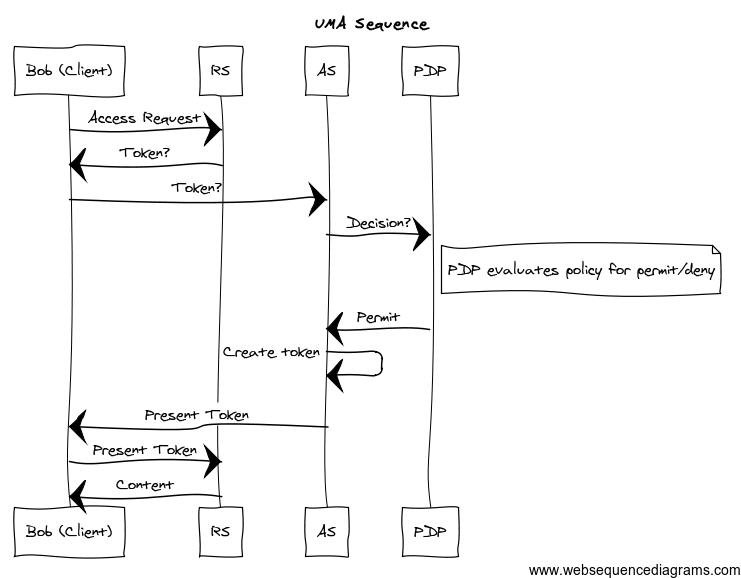 UMA Sequence
Bob (Client)
RS
AS
PDP
Access Request
Token?
Token?
Decision?
PDP evaluates policy for permit/deny
Permit
Create token
Present Token
Present Token
Content
Bob (Client)
RS
AS
PDP
www.websequencediagrams.com